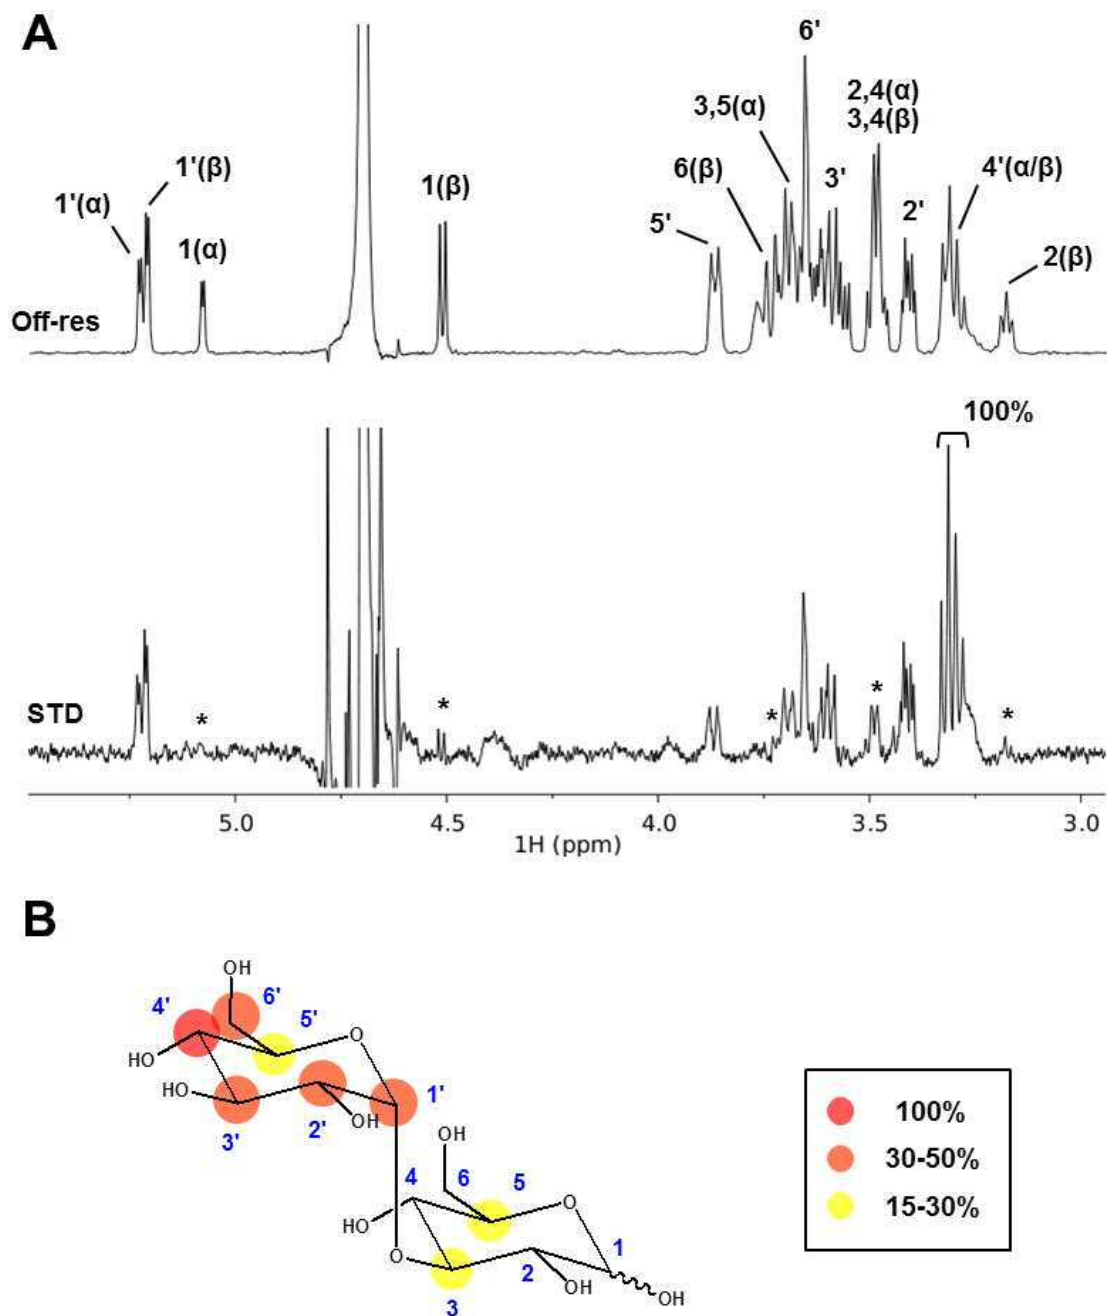 A
6'
2,4(α)
3,4(β)
3,5(α)
1'(β)
1'(α)
1(β)
6(β)
3'
4'(α/β)
5'
2'
1(α)
2(β)
Off-res
100%
STD
*
*
*
*
*
5.0
4.5
4.0
3.5
3.0
1H (ppm)
B
OH
4'
6'
5'
O
HO
HO
1'
OH
3'
2'
OH
4
6
5
O
HO
1
O
2
OH
OH
3
100%
30-50%
15-30%